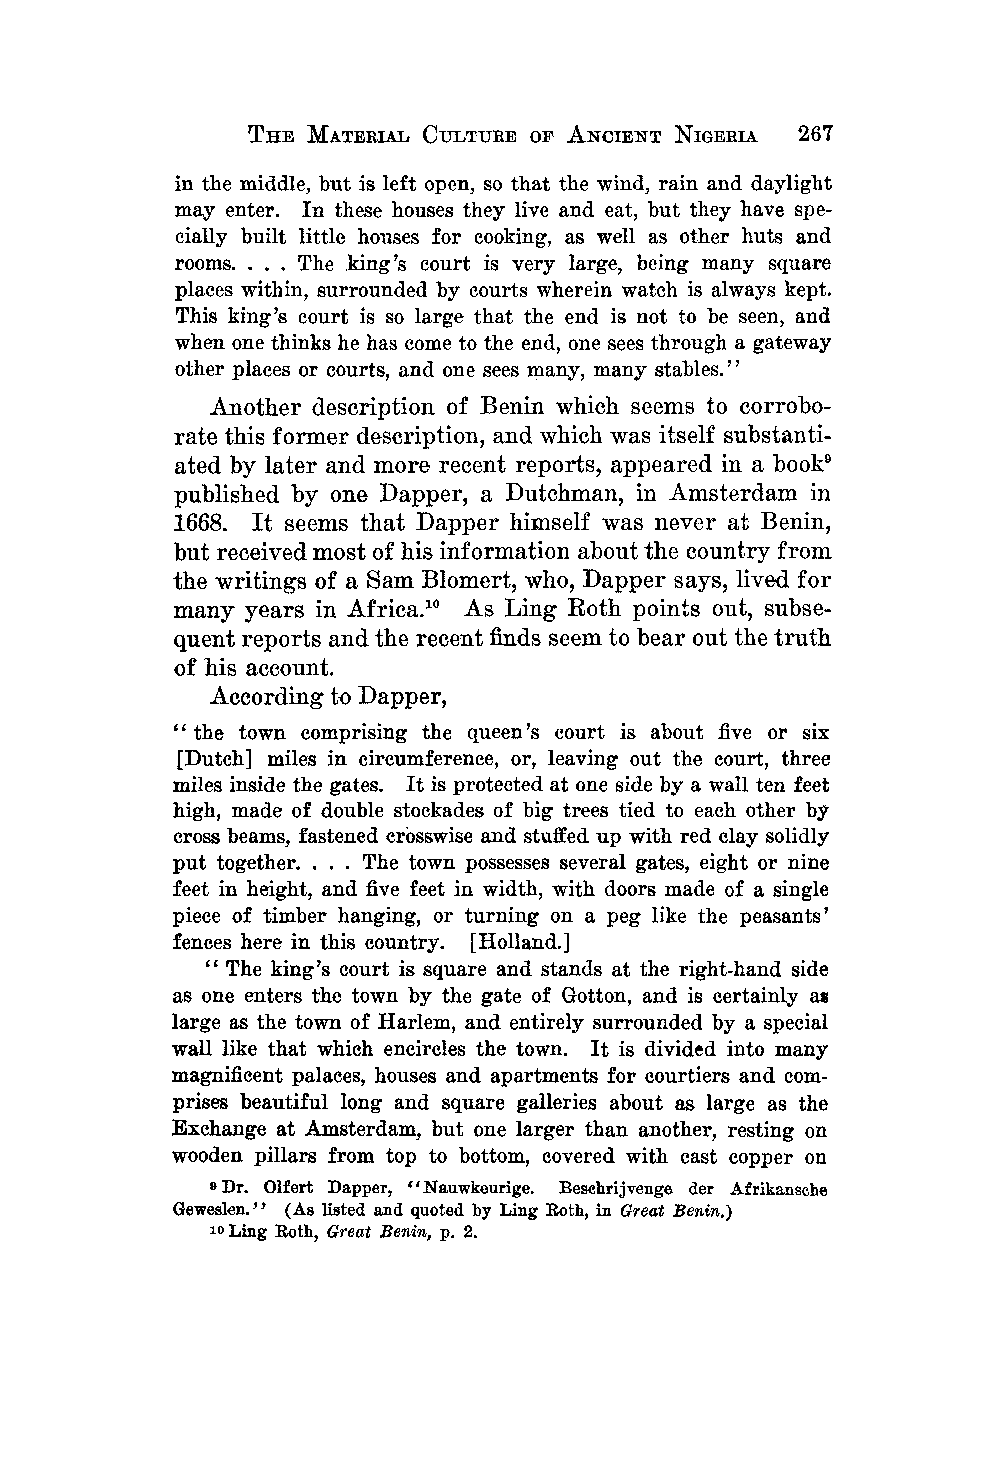 THE MATERIAL CULTURE OF ANCIENT NIGERIA 267
in the middle, but is left open, so that the wind, rain and daylight
may enter. In these houses they live and eat, but they have spe-
cially built little houses for cooking, as well as other huts and
rooms. . . . The king's court is very large, being many square
places within, surrounded by courts wherein watch is always kept.
This king's court is so large that the end is not to be seen, and
when one thinks he has come to the end, one sees through a gateway
other places or courts, and one sees many, many stables.''
Another description of Benin which seems to corrobo-
rate this former description, and which was itself substanti-
ated by later and more recent reports, appeared in a book⁹
published by one Dapper, a Dutchman, in Amsterdam in
1668. It seems that Dapper himself was never at Benin,
but received most of his information about the country from
the writings of a Sam Blomert, who, Dapper says, lived for
many years in Africa.¹⁰ As Ling Roth points out, subse-
quent reports and the recent finds seem to bear out the truth
of his account.
According to Dapper,
“ the town comprising the queen's court is about five or six
[Dutch] miles in circumference, or, leaving out the court, three
miles inside the gates. It is protected at one side by a wall ten feet
high, made of double stockades of big trees tied to each other by
cross beams, fastened crosswise and stuffed up with red clay solidly
put together. . . . The town possesses several gates, eight or nine
feet in height, and five feet in width, with doors made of a single
piece of timber hanging, or turning on a peg like the peasants'
fences here in this country. [Holland.]
“ The king's court is square and stands at the right-hand side
as one enters the town by the gate of Gotton, and is certainly as
large as the town of Harlem, and entirely surrounded by a special
wall like that which encircles the town. It is divided into many
magnificent palaces, houses and apartments for courtiers and com-
prises beautiful long and square galleries about as large as the
Exchange at Amsterdam, but one larger than another, resting on
wooden pillars from top to bottom, covered with cast copper on
⁹ Dr. Olfert Dapper, ‘‘Nauwkeurige. Beschrijvenge der Afrikansche
Geweslen.'' (As listed and quoted by Ling Roth, in Great Benin.)
¹⁰ Ling Roth, Great Benin, p. 2.